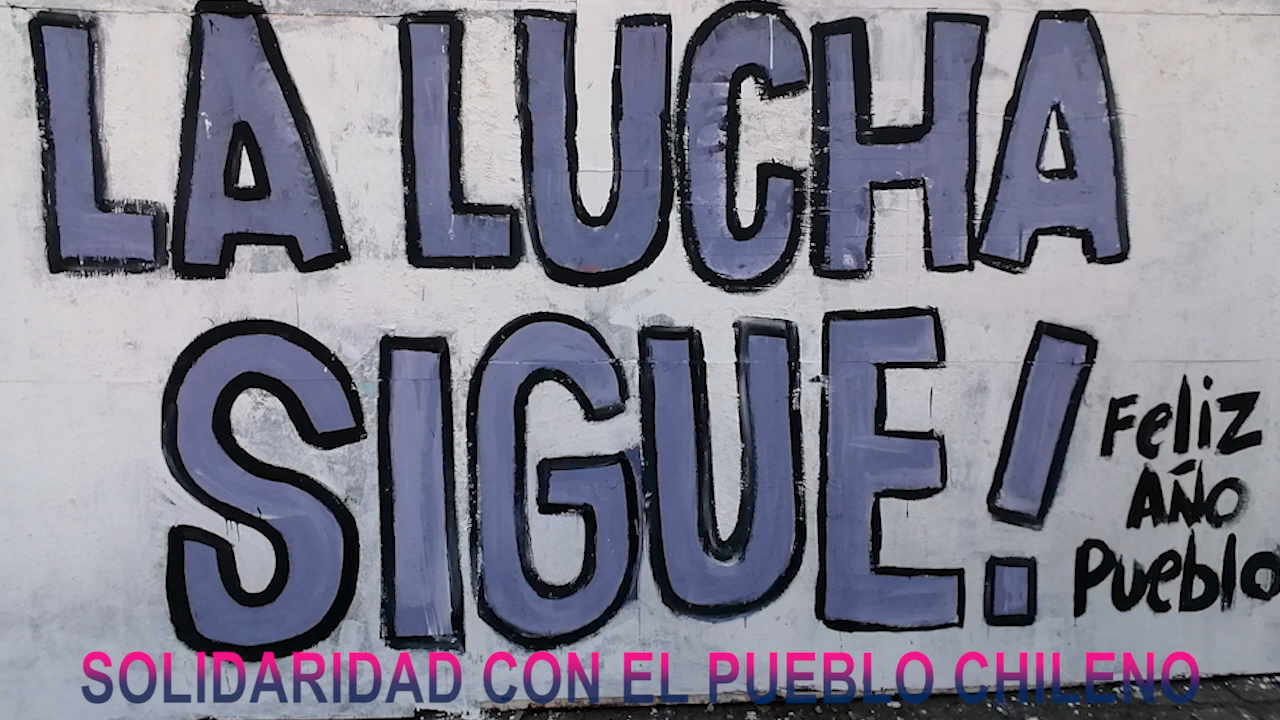 LA LUCHA
SIGUE!
Feliz
AÑO
Pueblo
SOLIDARIDAD CON EL PUEBLO CHILENO